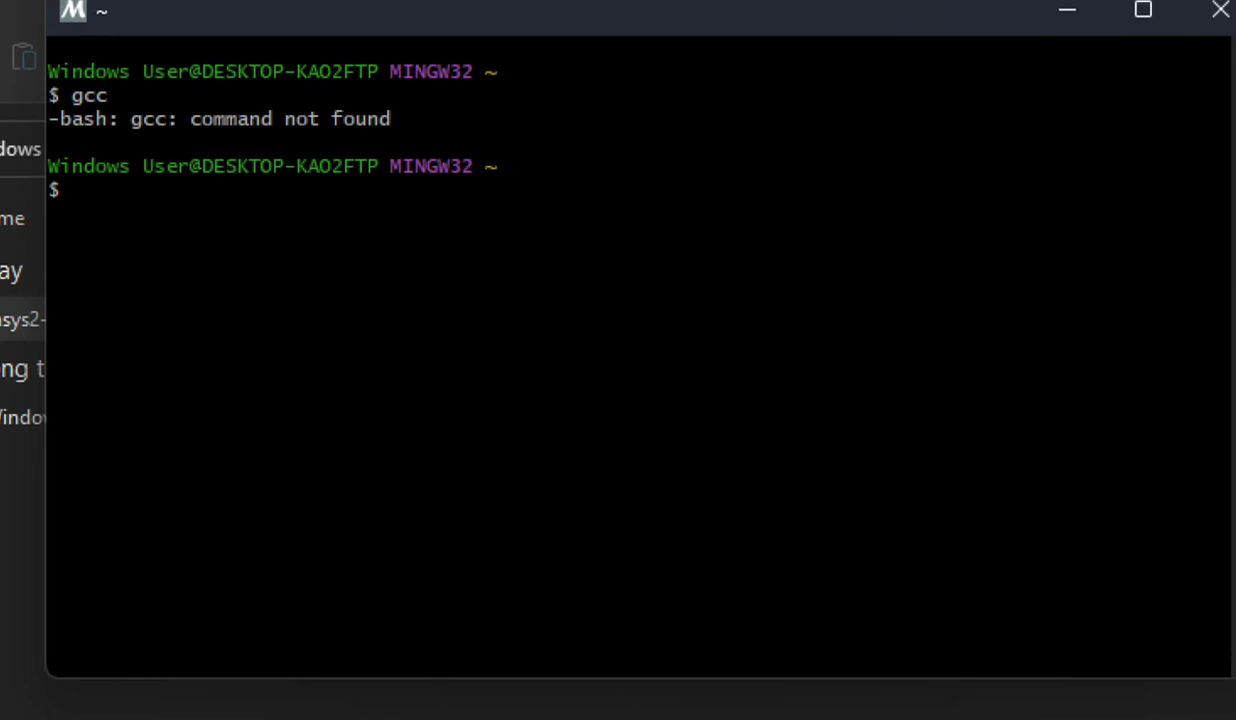 ~
Windows User@DESKTOP-KAO2FTP MINGW32 ~
$ gcc
-bash: gcc: command not found
Windows User@DESKTOP-KAO2FTP MINGW32 ~
$
dows
me
ay
sys2-
ng t
indow